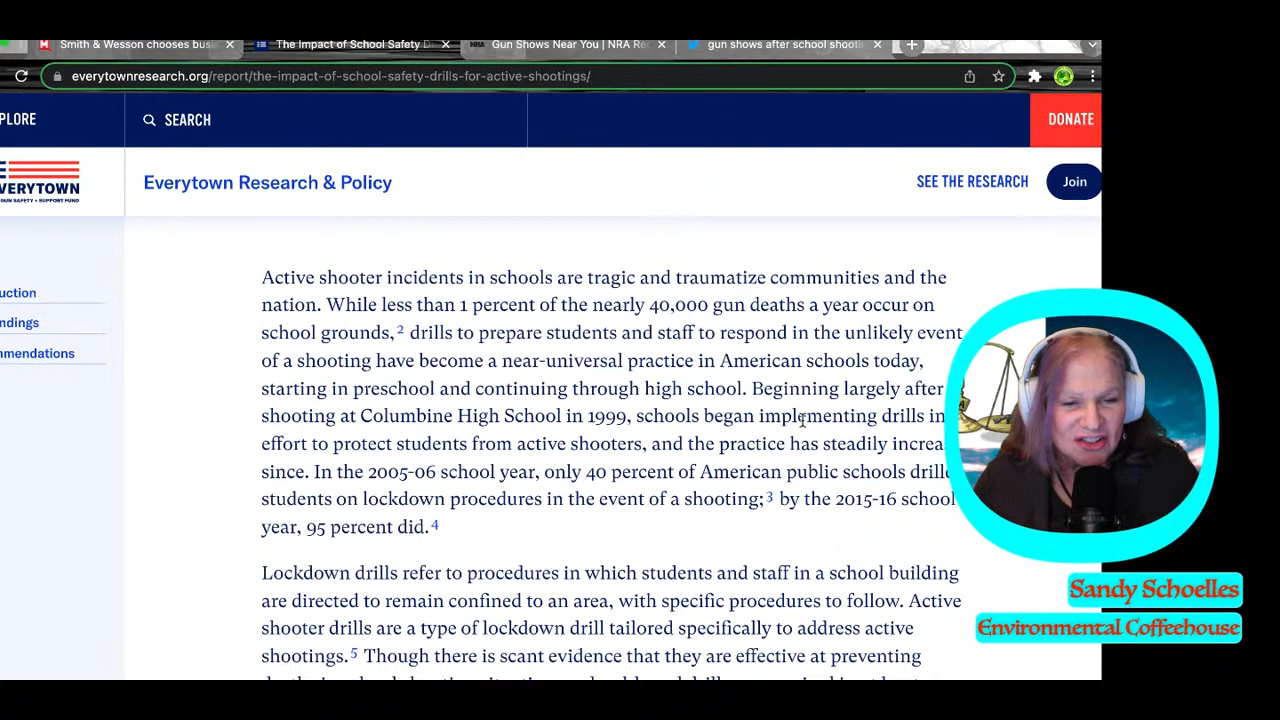 Smith & Wesson chooses busi
The Impact of School Safety D
NRA
Gun Shows Near You | NRA Re
gun shows after school shooti
everytownresearch.org/report/the-impact-of-school-safety-drills-for-active-shootings/
PLORE
SEARCH
DONATE
VERYTOWN
GUN SAFETY • SUPPORT FUND
Everytown Research & Policy
SEE THE RESEARCH
Join
uction
ndings
mmendations
Active shooter incidents in schools are tragic and traumatize communities and the
nation. While less than 1 percent of the nearly 40,000 gun deaths a year occur on
school grounds,2 drills to prepare students and staff to respond in the unlikely event
of a shooting have become a near-universal practice in American schools today,
starting in preschool and continuing through high school. Beginning largely after
shooting at Columbine High School in 1999, schools began implementing drills in
effort to protect students from active shooters, and the practice has steadily increa
since. In the 2005-06 school year, only 40 percent of American public schools drille
students on lockdown procedures in the event of a shooting;3 by the 2015-16 school
year, 95 percent did.4
Lockdown drills refer to procedures in which students and staff in a school building
are directed to remain confined to an area, with specific procedures to follow. Active
shooter drills are a type of lockdown drill tailored specifically to address active
shootings.5 Though there is scant evidence that they are effective at preventing
Sandy Schoelles
Environmental Coffeehouse